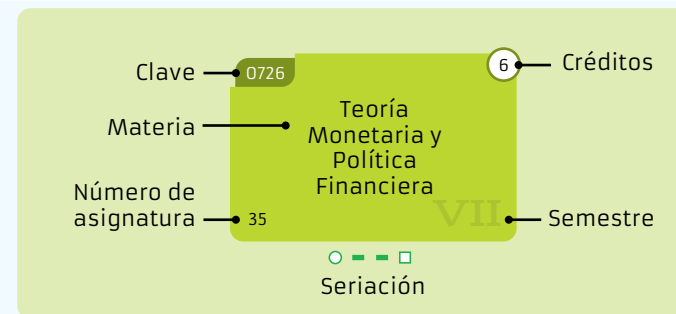 Clave
0726
6
Créditos
Materia
Teoría
Monetaria y
Política
Financiera
Número de
asignatura
35
VII
Semestre
Seriación